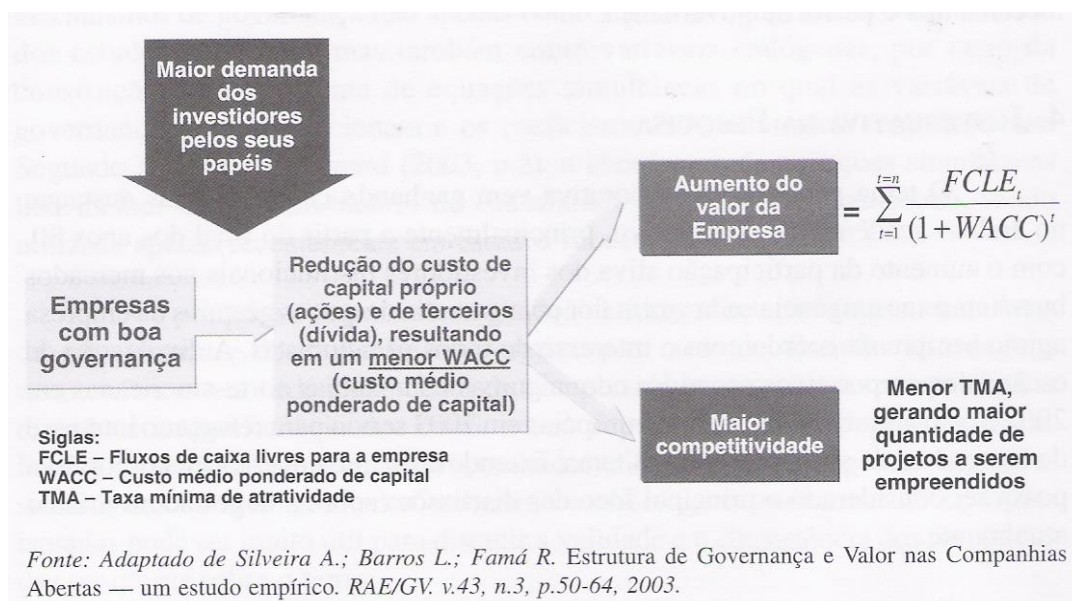 Maior demanda
dos
investidores
pelos seus
papéis
Empresas
com boa
governança
Redução do custo de
capital próprio
(ações) e de terceiros
(dívida), resultando
em um menor WACC
(custo médio
ponderado de capital)
Aumento do
valor da
Empresa
= \sum_{t=1}^{t=n} \frac{FCLE_t}{(1+WACC)^t}
Maior
competitividade
Menor TMA,
gerando maior
quantidade de
projetos a serem
empreendidos
Siglas:
FCLE – Fluxos de caixa livres para a empresa
WACC – Custo médio ponderado de capital
TMA – Taxa mínima de atratividade
Fonte: Adaptado de Silveira A.; Barros L.; Famá R. Estrutura de Governança e Valor nas Companhias
Abertas — um estudo empírico. RAE/GV. v.43, n.3, p.50-64, 2003.